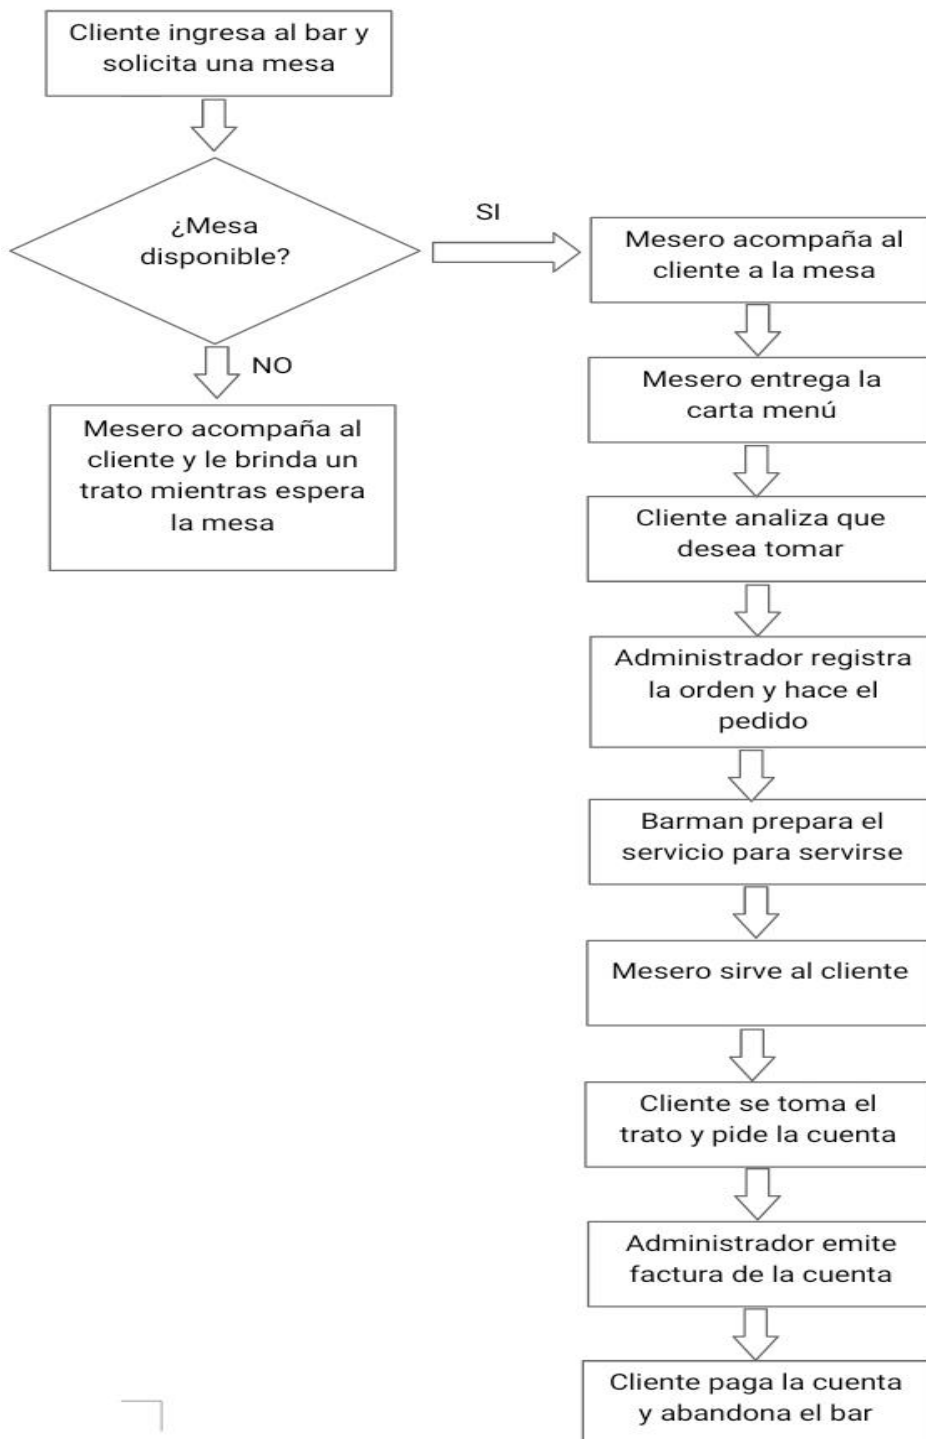 Cliente ingresa al bar y
solicita una mesa
¿Mesa
disponible?
SI
NO
Mesero acompaña al
cliente y le brinda un
trato mientras espera
la mesa
Mesero acompaña al
cliente a la mesa
Mesero entrega la
carta menú
Cliente analiza que
desea tomar
Administrador registra
la orden y hace el
pedido
Barman prepara el
servicio para servirse
Mesero sirve al cliente
Cliente se toma el
trato y pide la cuenta
Administrador emite
factura de la cuenta
Cliente paga la cuenta
y abandona el bar